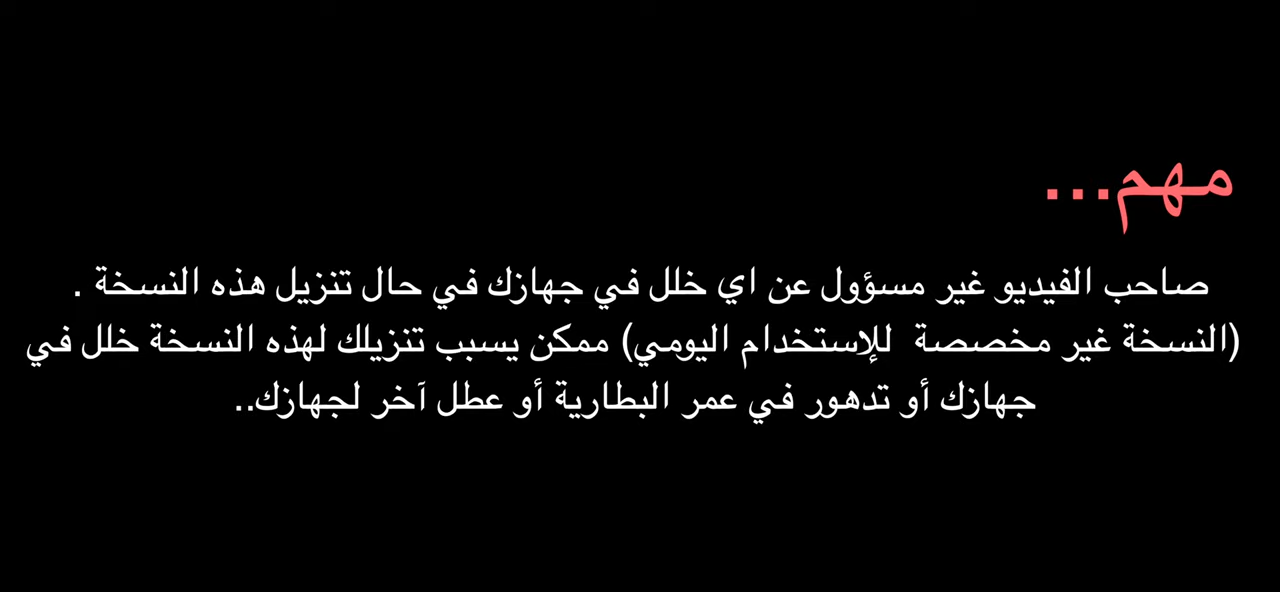 مهم...
صاحب الفيديو غير مسؤول عن اي خلل في جهازك في حال تنزيل هذه النسخة .
(النسخة غير مخصصة للإستخدام اليومي) ممكن يسبب تنزيلك لهذه النسخة خلل في
جهازك أو تدهور في عمر البطارية أو عطل آخر لجهازك..